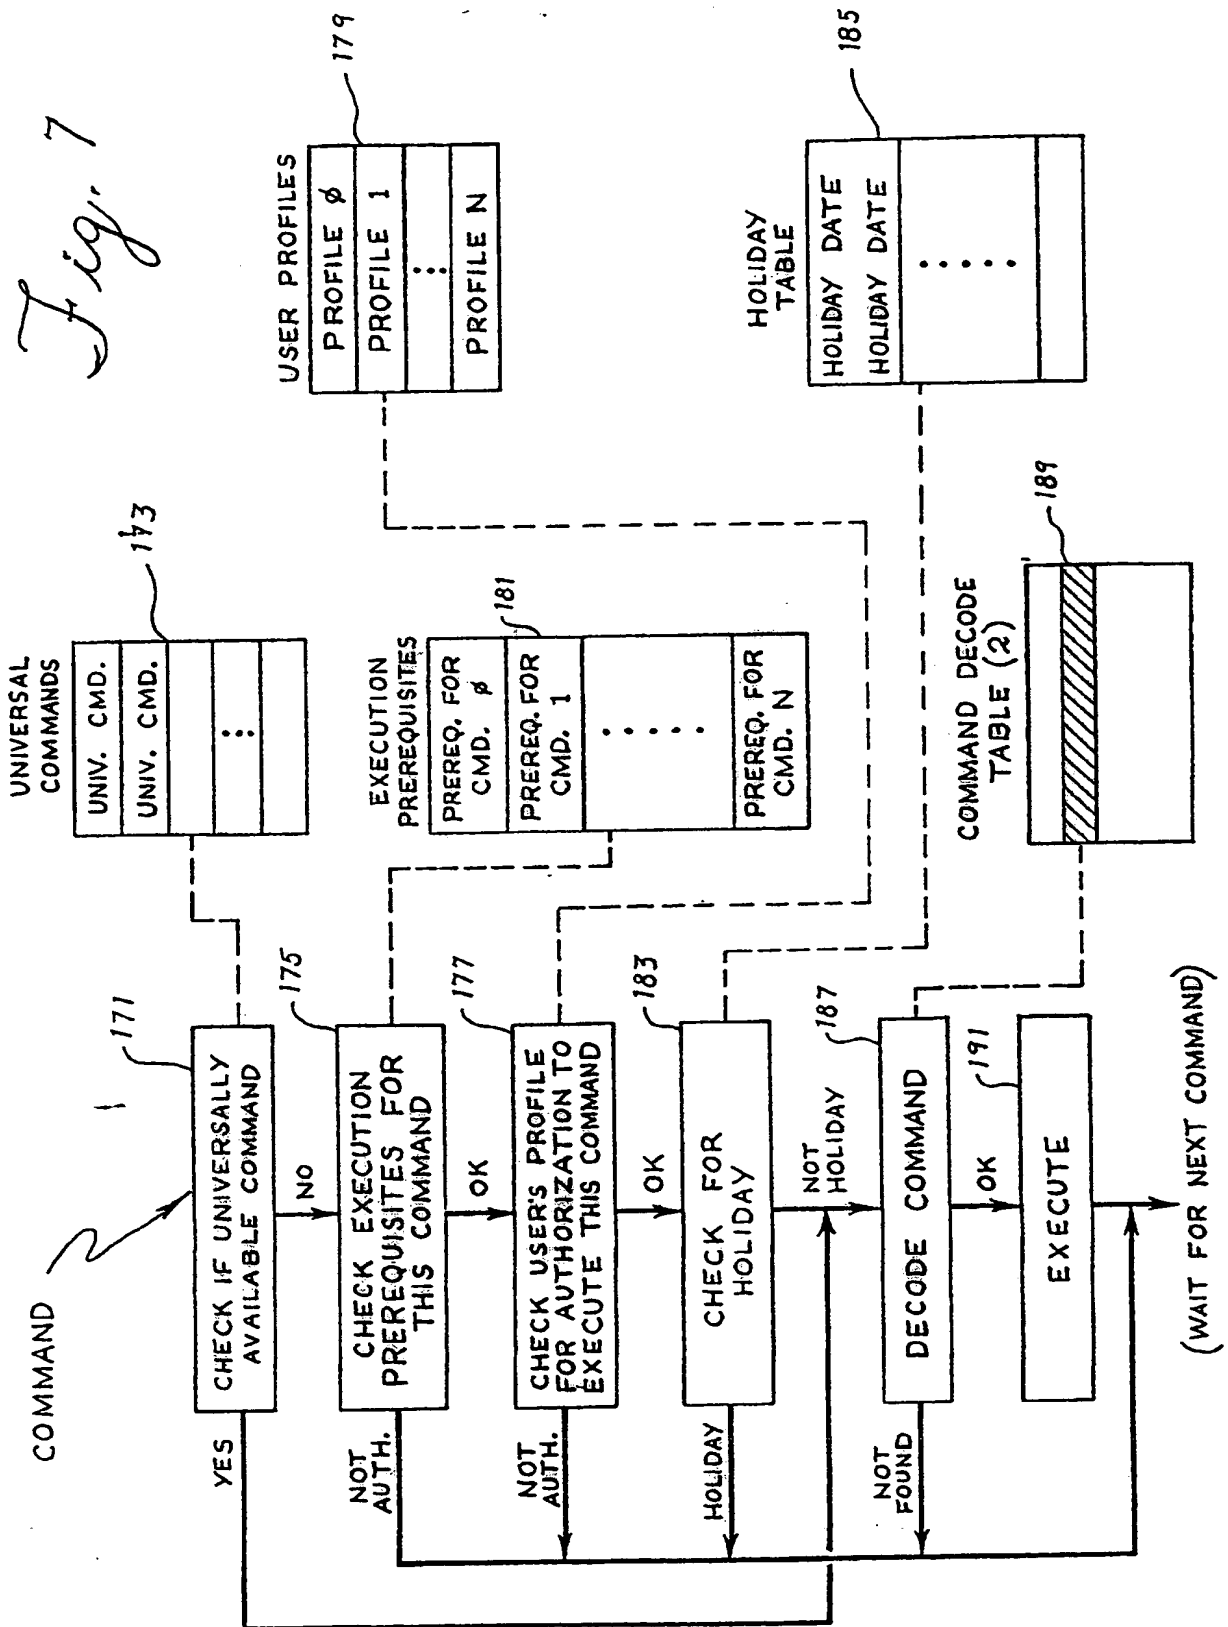 Fig. 7
COMMAND
171
CHECK IF UNIVERSALLY
AVAILABLE COMMAND
YES
NO
UNIVERSAL
COMMANDS
UNIV. CMD.
UNIV. CMD.
173
175
CHECK EXECUTION
PREREQUISITES FOR
THIS COMMAND
NOT
AUTH.
OK
EXECUTION
PREREQUISITES
PREREQ. FOR
CMD. ϕ
PREREQ. FOR
CMD. 1
PREREQ. FOR
CMD. N
181
177
CHECK USER'S PROFILE
FOR AUTHORIZATION TO
EXECUTE THIS COMMAND
NOT
AUTH.
OK
USER PROFILES
PROFILE ϕ
PROFILE 1
PROFILE N
179
183
CHECK FOR
HOLIDAY
HOLIDAY
NOT
HOLIDAY
HOLIDAY
TABLE
HOLIDAY DATE
HOLIDAY DATE
185
187
DECODE COMMAND
NOT
FOUND
OK
COMMAND DECODE
TABLE (2)
189
191
EXECUTE
(WAIT FOR NEXT COMMAND)